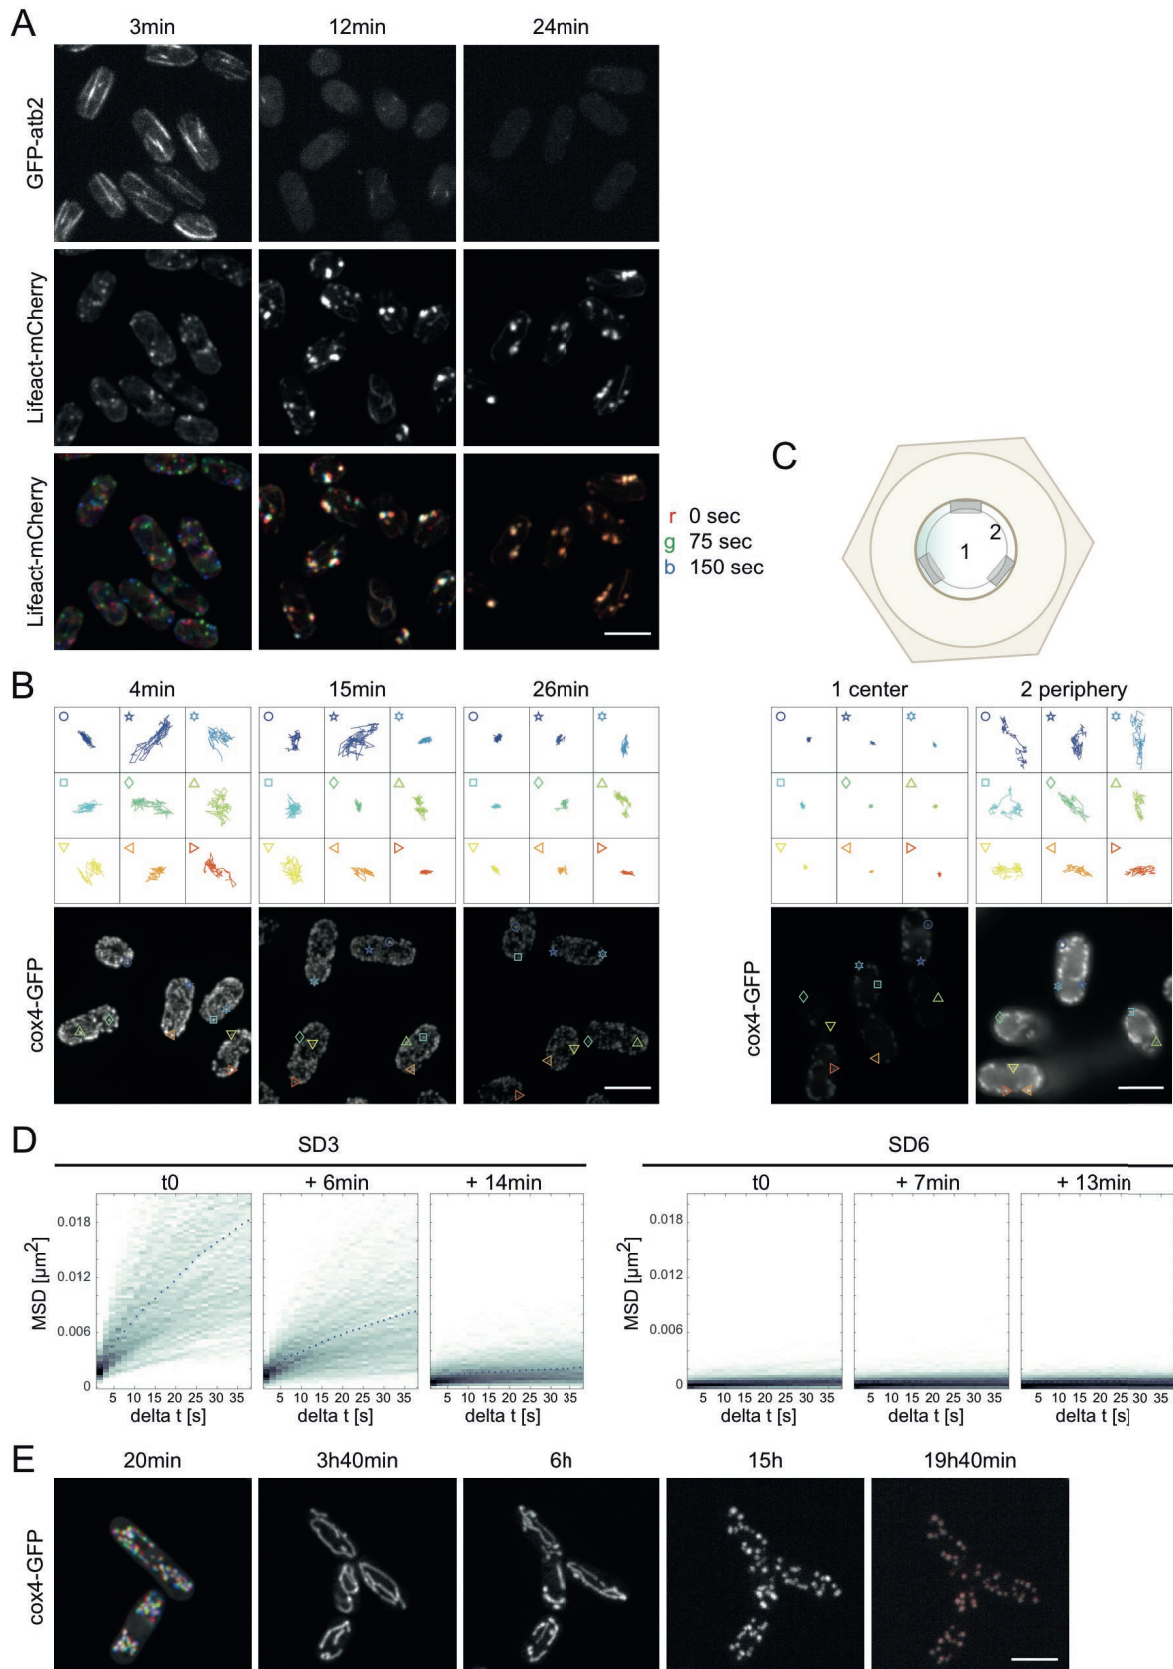 A
3min 12min 24min
GFP-atb2
Lifeact-mCherry
Lifeact-mCherry
r 0 sec
g 75 sec
b 150 sec
C
1
2
B
4min 15min 26min
cox4-GFP
1 center 2 periphery
cox4-GFP
D
SD3
t0 + 6min + 14min
MSD [µm²]
0.018
0.012
0.006
0
5 10 15 20 25 30 35 5 10 15 20 25 30 35 5 10 15 20 25 30 35
delta t [s] delta t [s] delta t [s]
SD6
t0 + 7min + 13min
MSD [µm²]
0.018
0.012
0.006
0
5 10 15 20 25 30 35 5 10 15 20 25 30 35 5 10 15 20 25 30 35
delta t [s] delta t [s] delta t [s]
E
20min 3h40min 6h 15h 19h40min
cox4-GFP